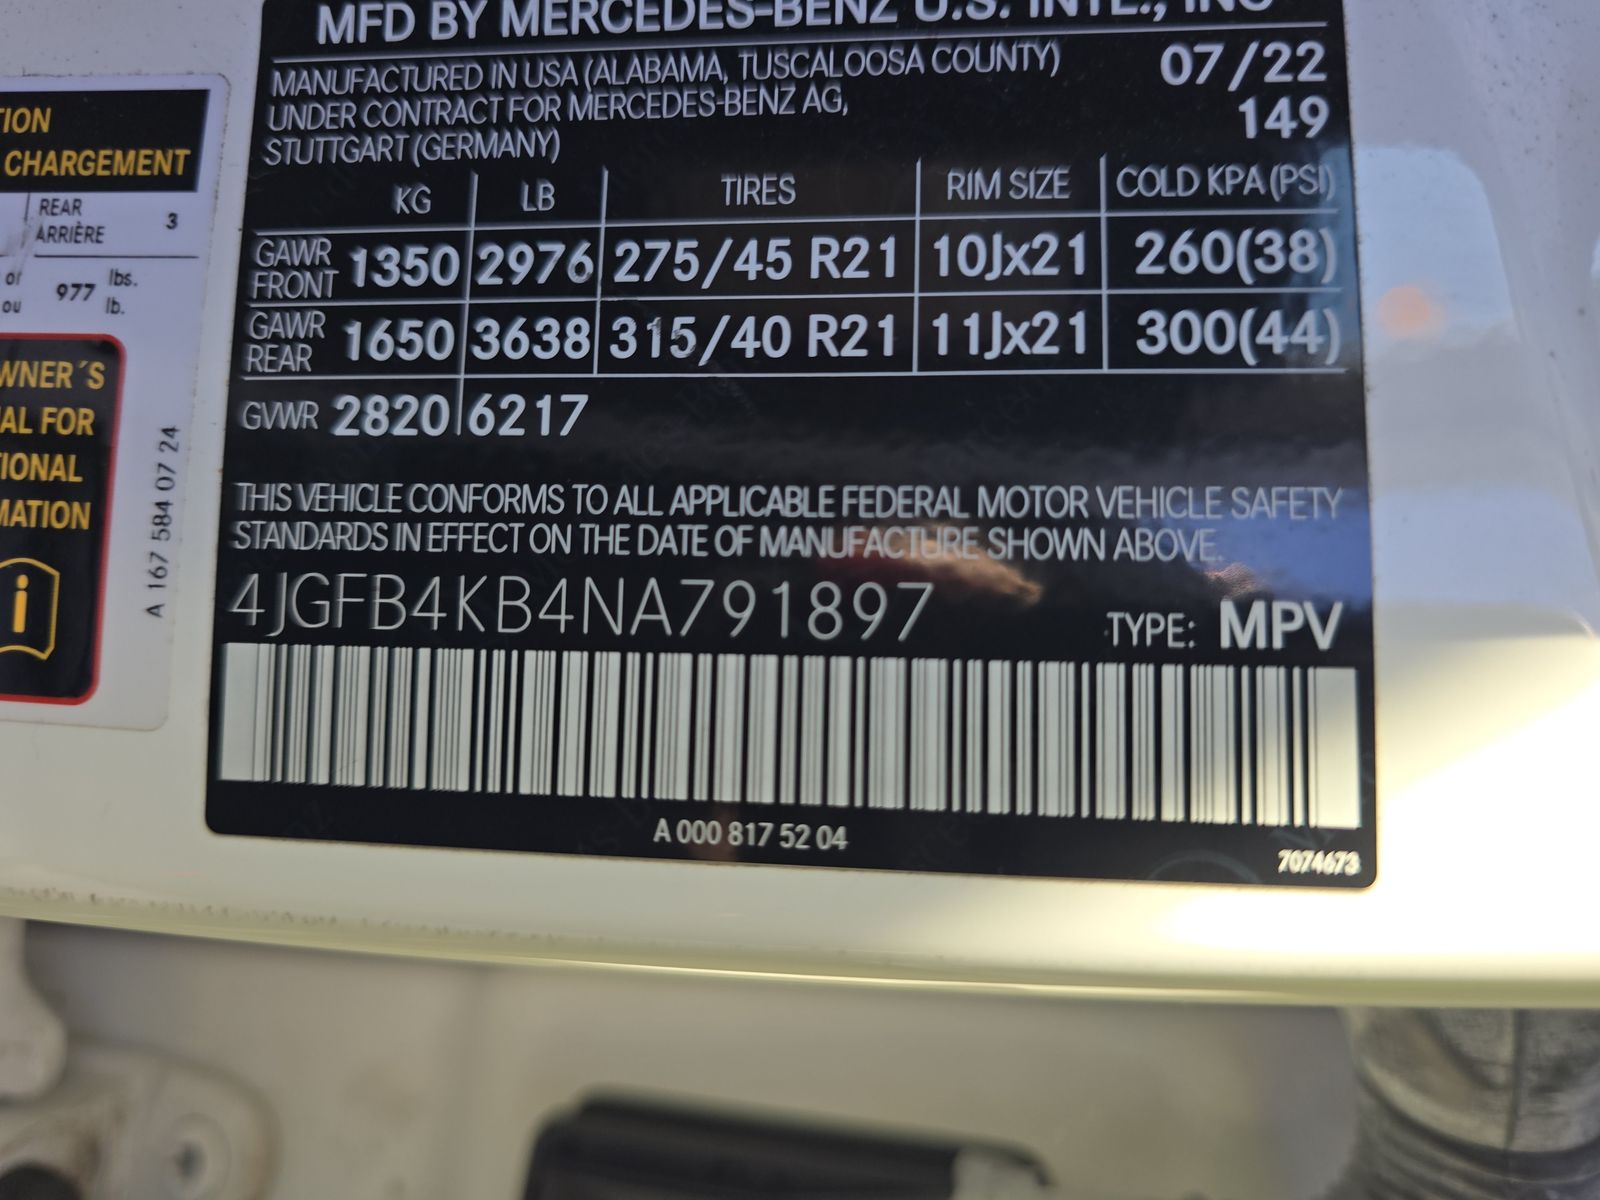 MFD BY MERCEDES-BENZ U.S. INTL., INC
MANUFACTURED IN USA (ALABAMA, TUSCALOOSA COUNTY)
UNDER CONTRACT FOR MERCEDES-BENZ AG,
STUTTGART (GERMANY)
07/22
149
KG LB TIRES RIM SIZE COLD KPA (PSI)
GAWR FRONT 1350 2976 275/45 R21 10Jx21 260(38)
GAWR REAR 1650 3638 315/40 R21 11Jx21 300(44)
GVWR 2820 6217
THIS VEHICLE CONFORMS TO ALL APPLICABLE FEDERAL MOTOR VEHICLE SAFETY
STANDARDS IN EFFECT ON THE DATE OF MANUFACTURE SHOWN ABOVE.
4JGFB4KB4NA791897
TYPE: MPV
A 000 817 52 04
7074673
TION
CHARGEMENT
REAR
ARRIÈRE
3
or
ou
977
lbs.
lb.
WNER´S
AL FOR
TIONAL
MATION
i
A 167 584 07 24